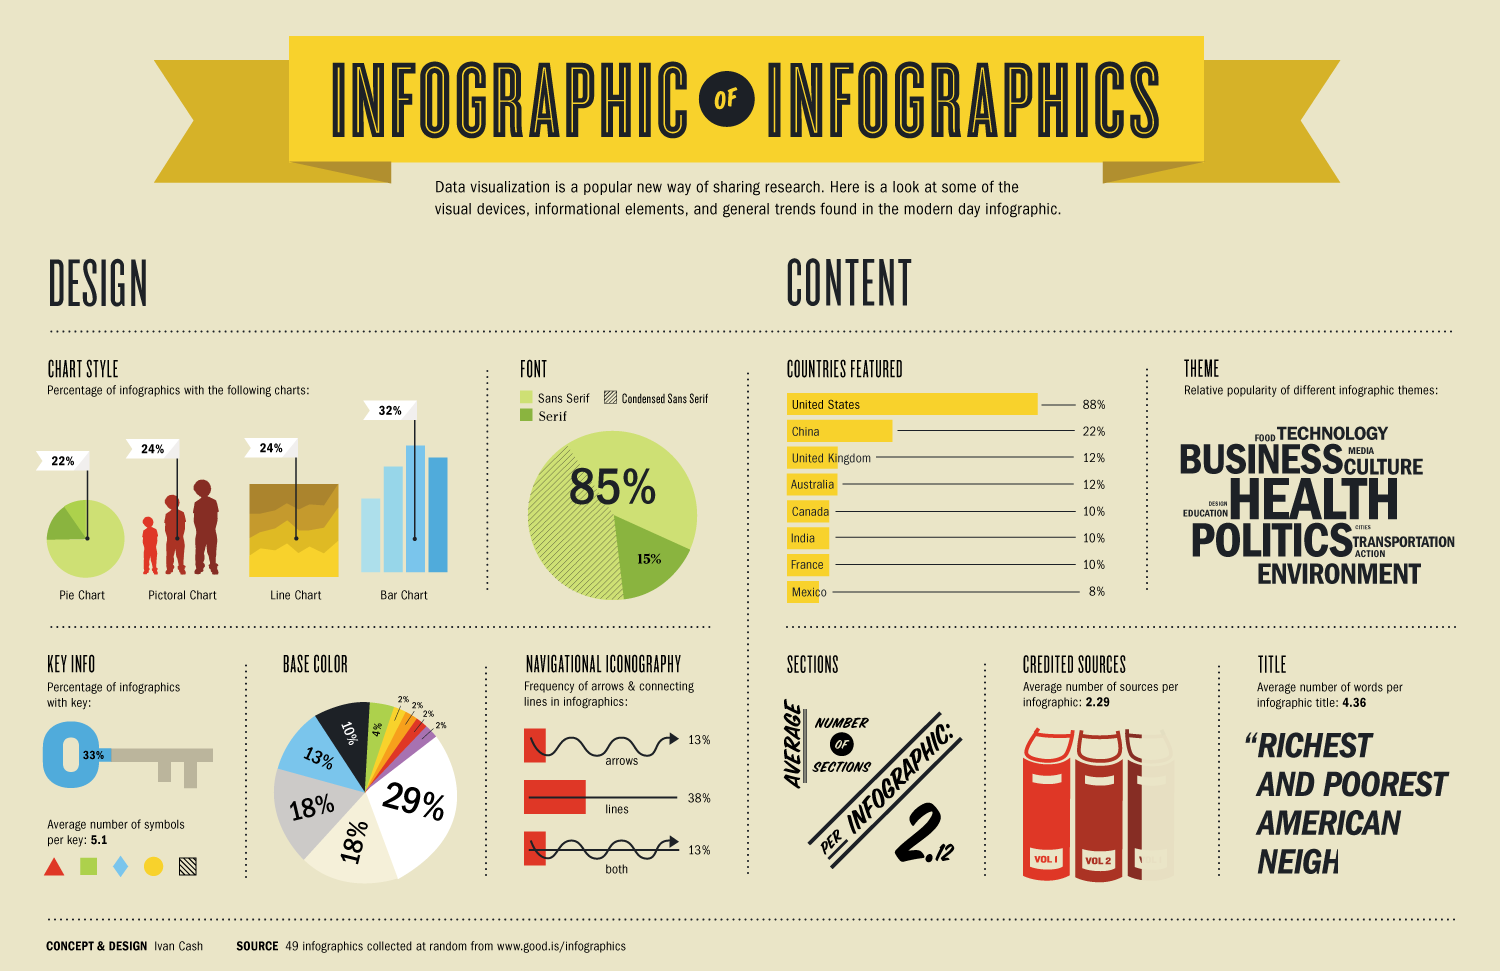 INFOGRAPHIC OF INFOGRAPHICS
Data visualization is a popular new way of sharing research. Here is a look at some of the
visual devices, informational elements, and general trends found in the modern day infographic.
DESIGN
CHART STYLE
Percentage of infographics with the following charts:
22%
24%
24%
32%
Pie Chart
Pictoral Chart
Line Chart
Bar Chart
FONT
Sans Serif
Condensed Sans Serif
Serif
85%
15%
KEY INFO
Percentage of infographics
with key:
33%
Average number of symbols
per key: 5.1
BASE COLOR
10%
4%
2%
2%
2%
2%
13%
18%
18%
29%
NAVIGATIONAL ICONOGRAPHY
Frequency of arrows & connecting
lines in infographics:
13%
arrows
38%
lines
13%
both
CONTENT
COUNTRIES FEATURED
United States 88%
China 22%
United Kingdom 12%
Australia 12%
Canada 10%
India 10%
France 10%
Mexico 8%
THEME
Relative popularity of different infographic themes:
FOOD TECHNOLOGY
BUSINESS MEDIA
CULTURE
HEALTH
DESIGN
EDUCATION
POLITICS CITIES
TRANSPORTATION
ACTION
ENVIRONMENT
SECTIONS
AVERAGE
NUMBER
OF
SECTIONS
PER INFOGRAPHIC:
2.12
CREDITED SOURCES
Average number of sources per
infographic: 2.29
VOL 1
VOL 2
TITLE
Average number of words per
infographic title: 4.36
“RICHEST
AND POOREST
AMERICAN
NEIGH
CONCEPT & DESIGN Ivan Cash
SOURCE 49 infographics collected at random from www.good.is/infographics